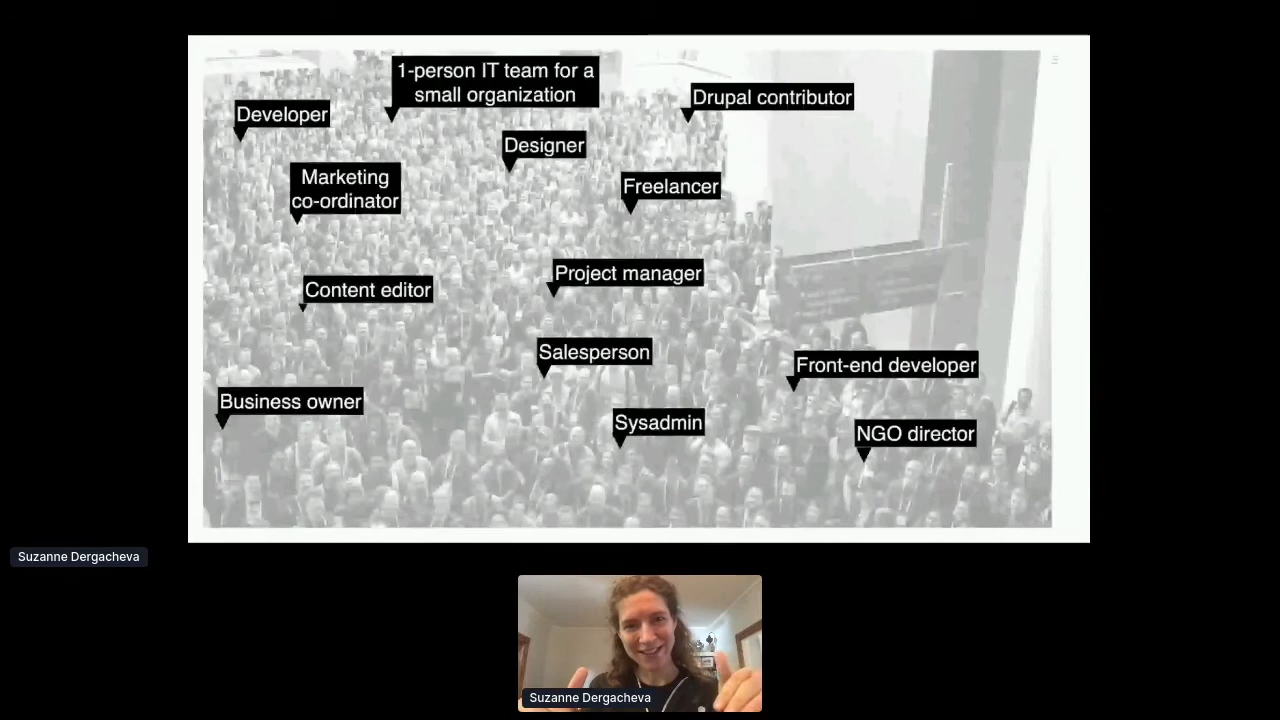 1-person IT team for a
small organization
Drupal contributor
Developer
Designer
Marketing
co-ordinator
Freelancer
Project manager
Content editor
Salesperson
Front-end developer
Business owner
Sysadmin
NGO director
Suzanne Dergacheva
Suzanne Dergacheva